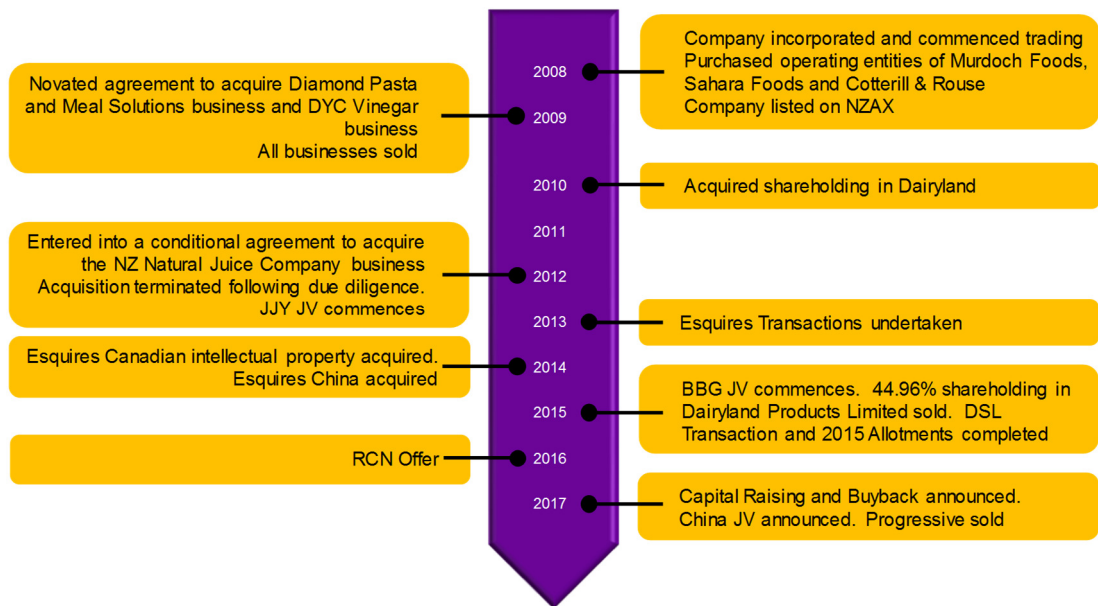 2008
Company incorporated and commenced trading
Purchased operating entities of Murdoch Foods,
Sahara Foods and Cotterill & Rouse
Company listed on NZAX
Novated agreement to acquire Diamond Pasta
and Meal Solutions business and DYC Vinegar
business
All businesses sold
2009
2010
Acquired shareholding in Dairyland
2011
Entered into a conditional agreement to acquire
the NZ Natural Juice Company business
Acquisition terminated following due diligence.
JJY JV commences
2012
2013
Esquires Transactions undertaken
Esquires Canadian intellectual property acquired.
Esquires China acquired
2014
2015
BBG JV commences. 44.96% shareholding in
Dairyland Products Limited sold. DSL
Transaction and 2015 Allotments completed
RCN Offer
2016
2017
Capital Raising and Buyback announced.
China JV announced. Progressive sold